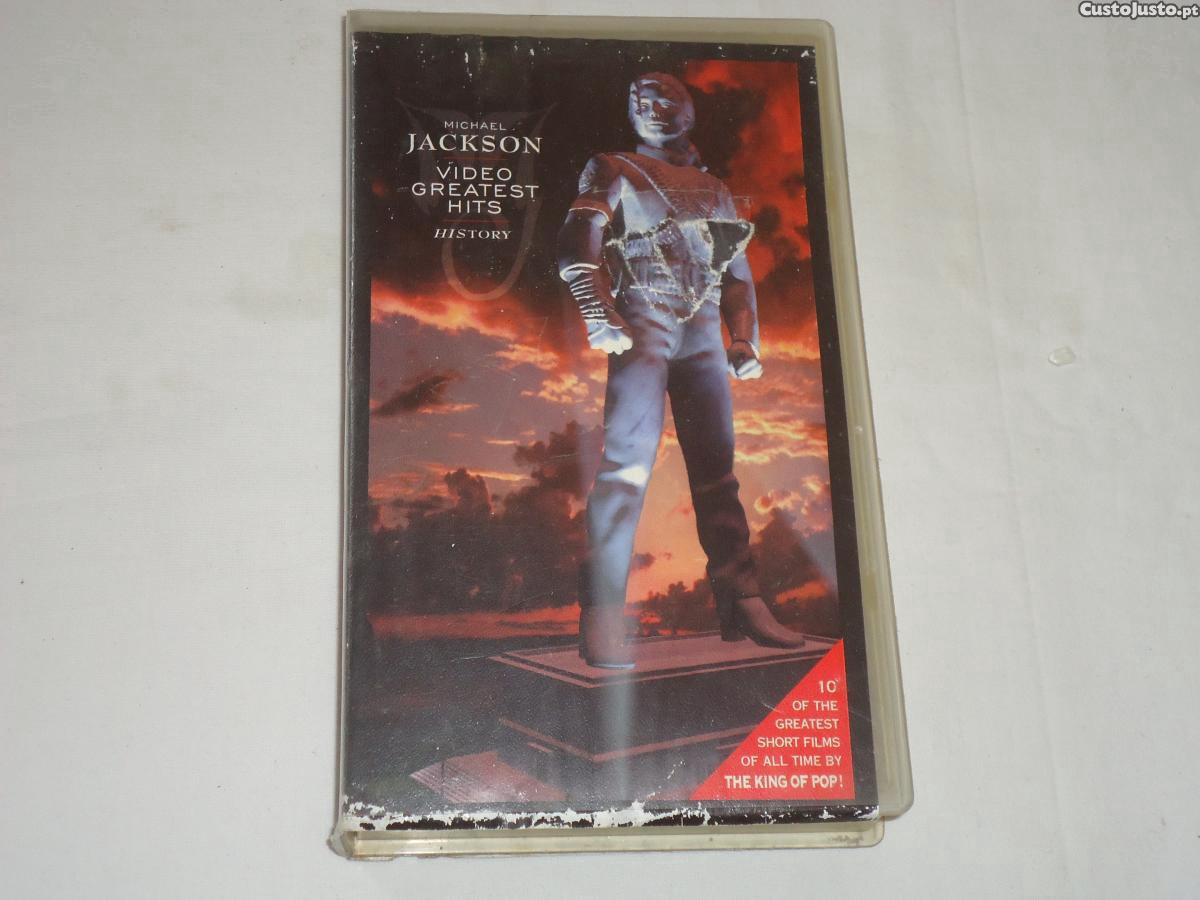 CustoJusto.pt
MICHAEL
JACKSON
VIDEO
GREATEST
HITS
HISTORY
10
OF THE
GREATEST
SHORT FILMS
OF ALL TIME BY
THE KING OF POP!